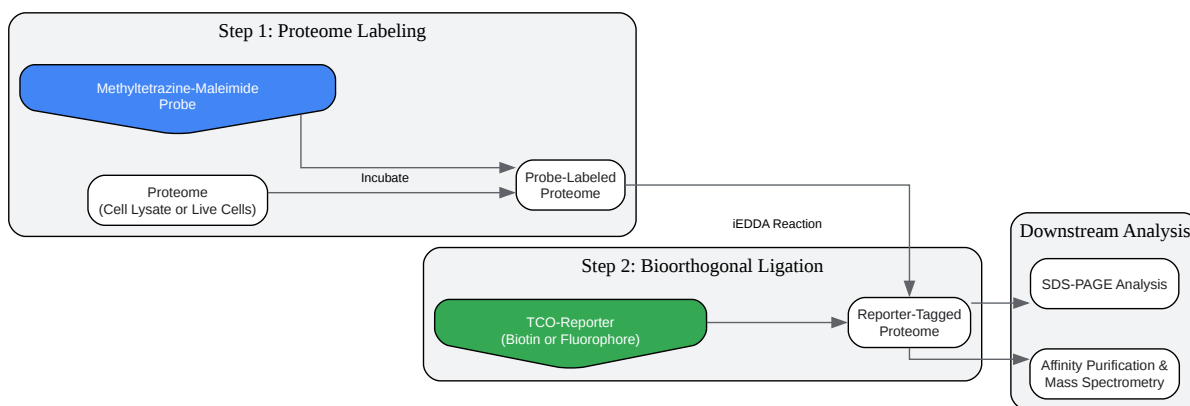 Step 1: Proteome Labeling
Methyltetrazine-Maleimide
Probe
Incubate
Proteome
(Cell Lysate or Live Cells)
Probe-Labeled
Proteome
iEDDA Reaction
Step 2: Bioorthogonal Ligation
TCO-Reporter
(Biotin or Fluorophore)
Reporter-Tagged
Proteome
Downstream Analysis
SDS-PAGE Analysis
Affinity Purification &
Mass Spectrometry